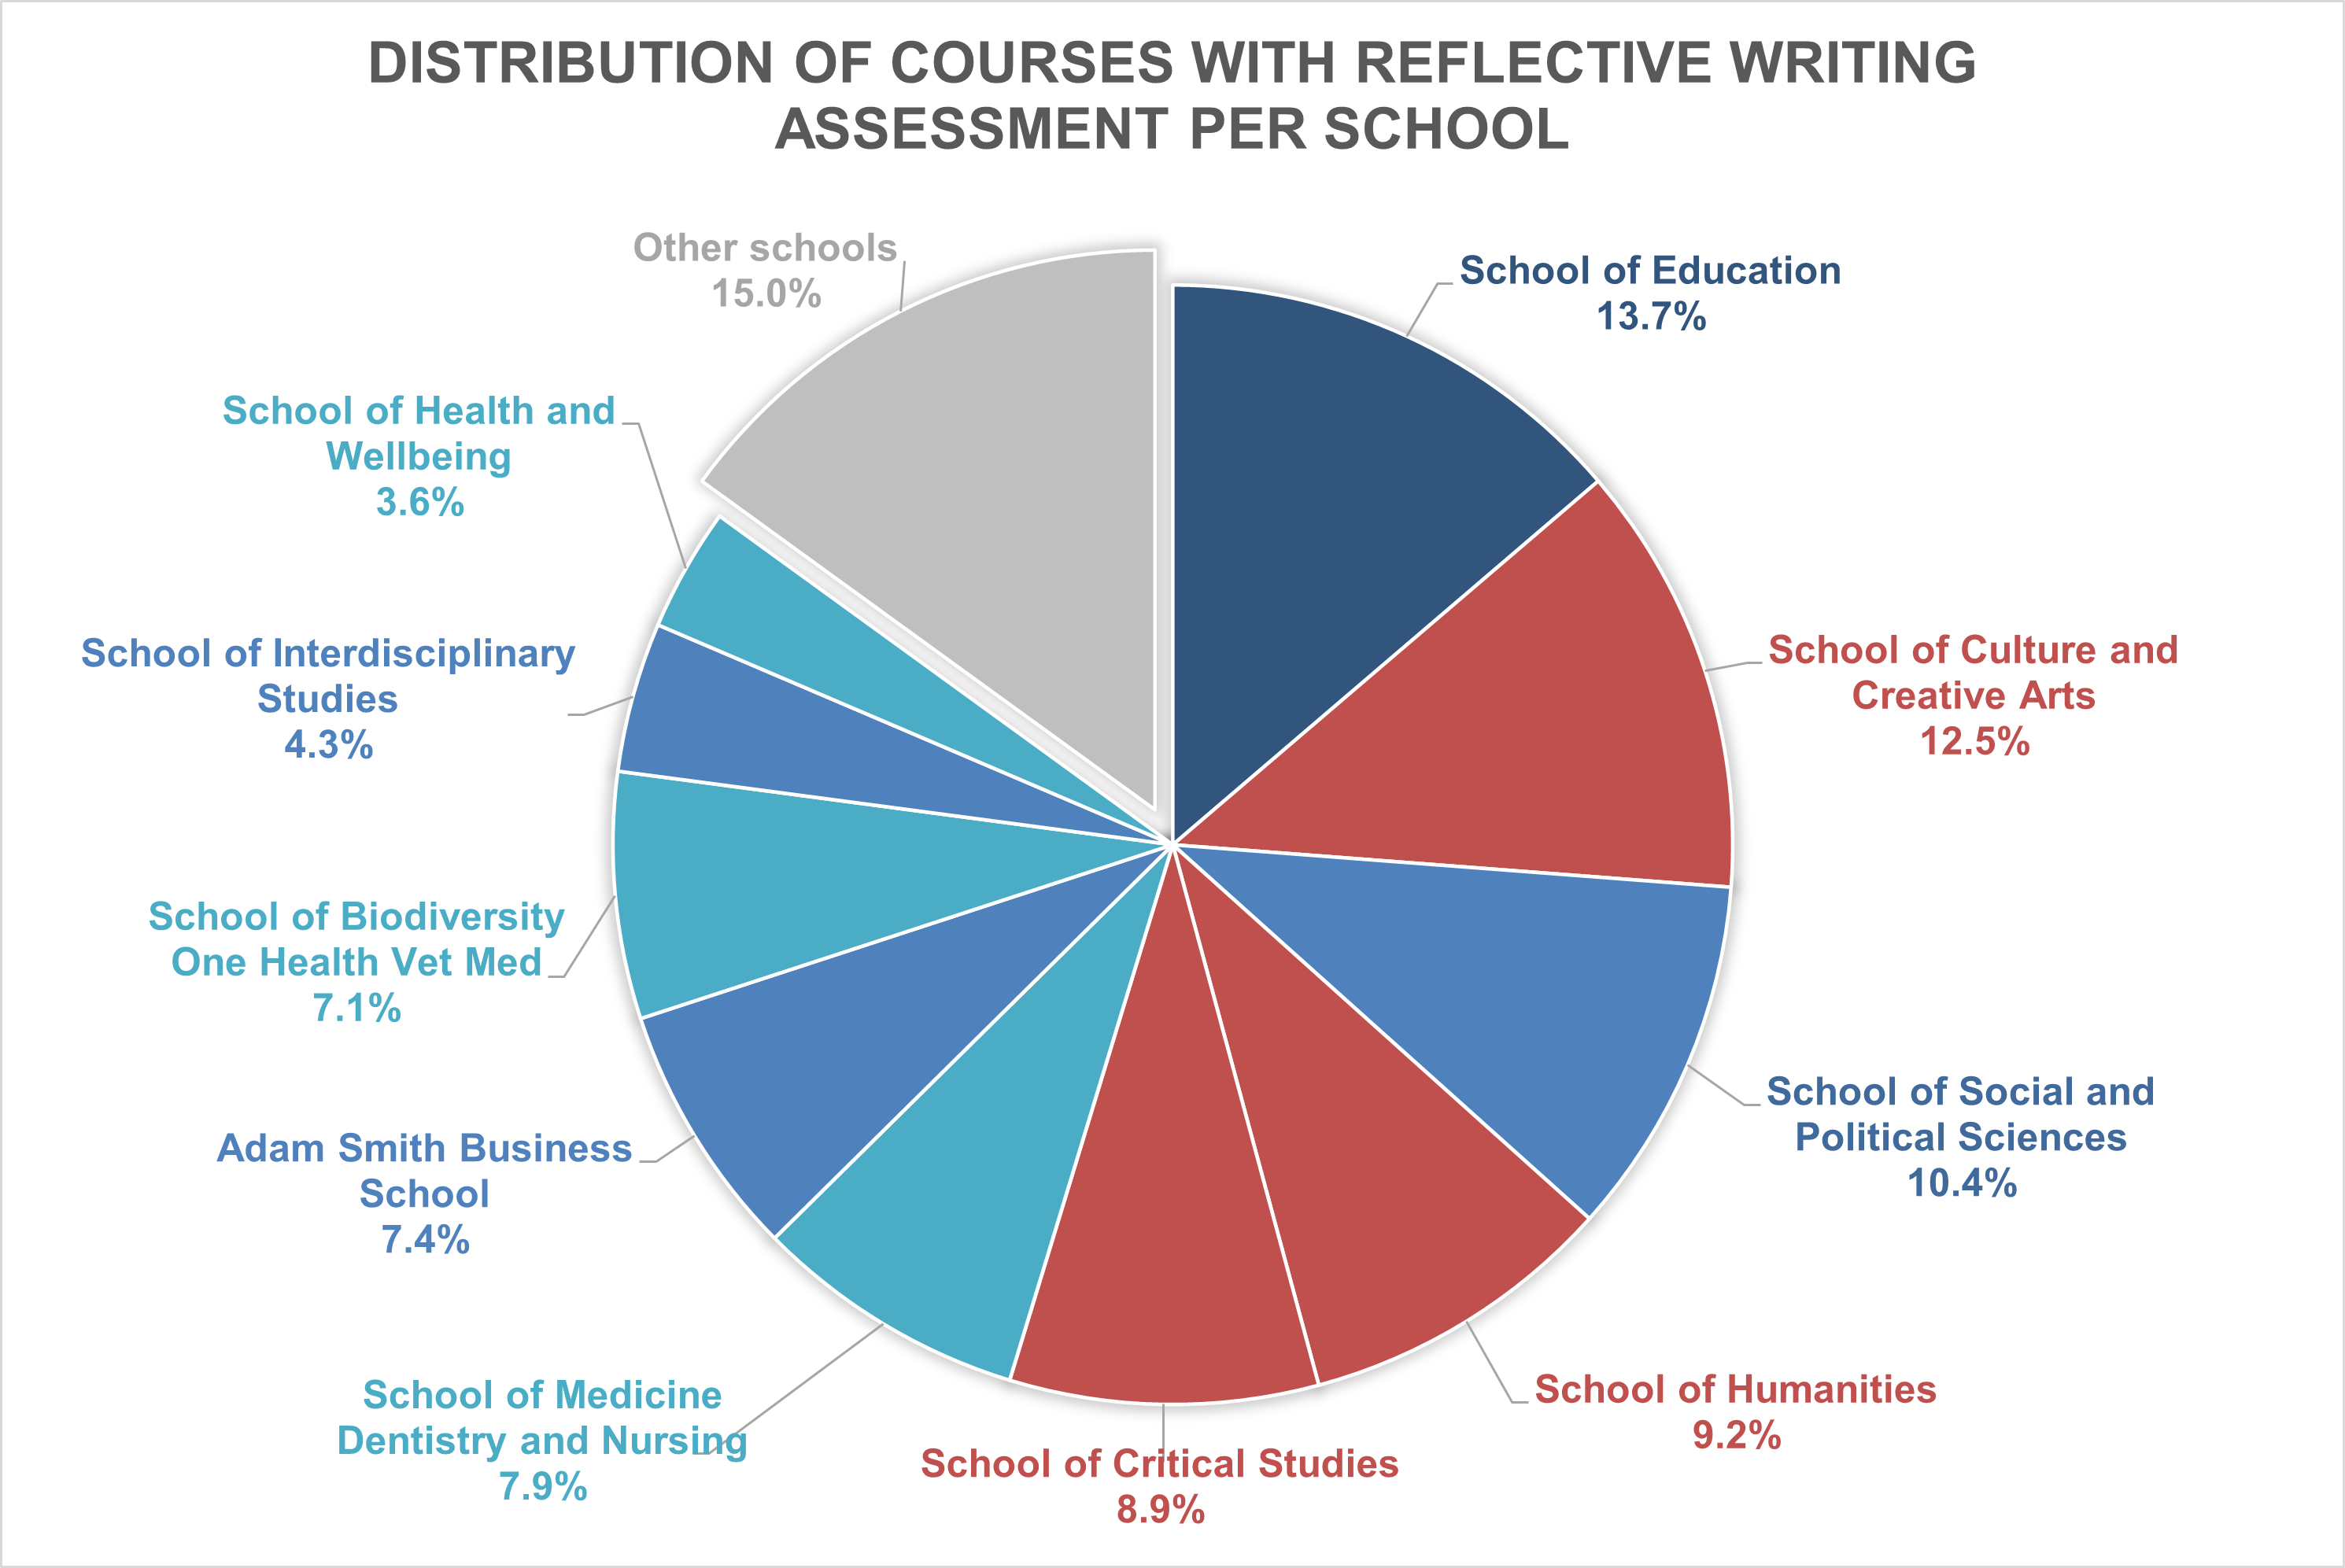 DISTRIBUTION OF COURSES WITH REFLECTIVE WRITING
ASSESSMENT PER SCHOOL
Other schools
15.0%
School of Education
13.7%
School of Health and
Wellbeing
3.6%
School of Culture and
Creative Arts
12.5%
School of Interdisciplinary
Studies
4.3%
School of Biodiversity
One Health Vet Med
7.1%
School of Social and
Political Sciences
10.4%
Adam Smith Business
School
7.4%
School of Humanities
9.2%
School of Medicine
Dentistry and Nursing
7.9%
School of Critical Studies
8.9%